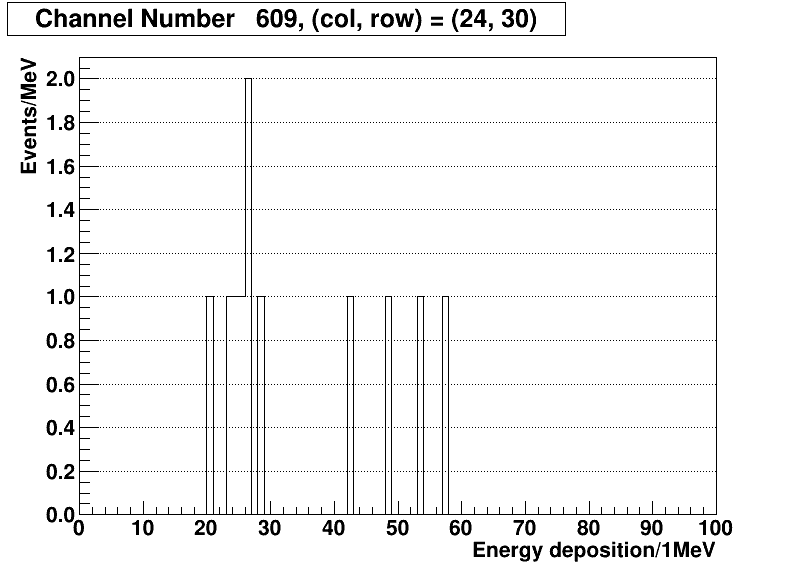 Channel Number   609, (col, row) = (24, 30)
Events/MeV
2.0
1.8
1.6
1.4
1.2
1.0
0.8
0.6
0.4
0.2
0.0
0 10 20 30 40 50 60 70 80 90 100
Energy deposition/1MeV